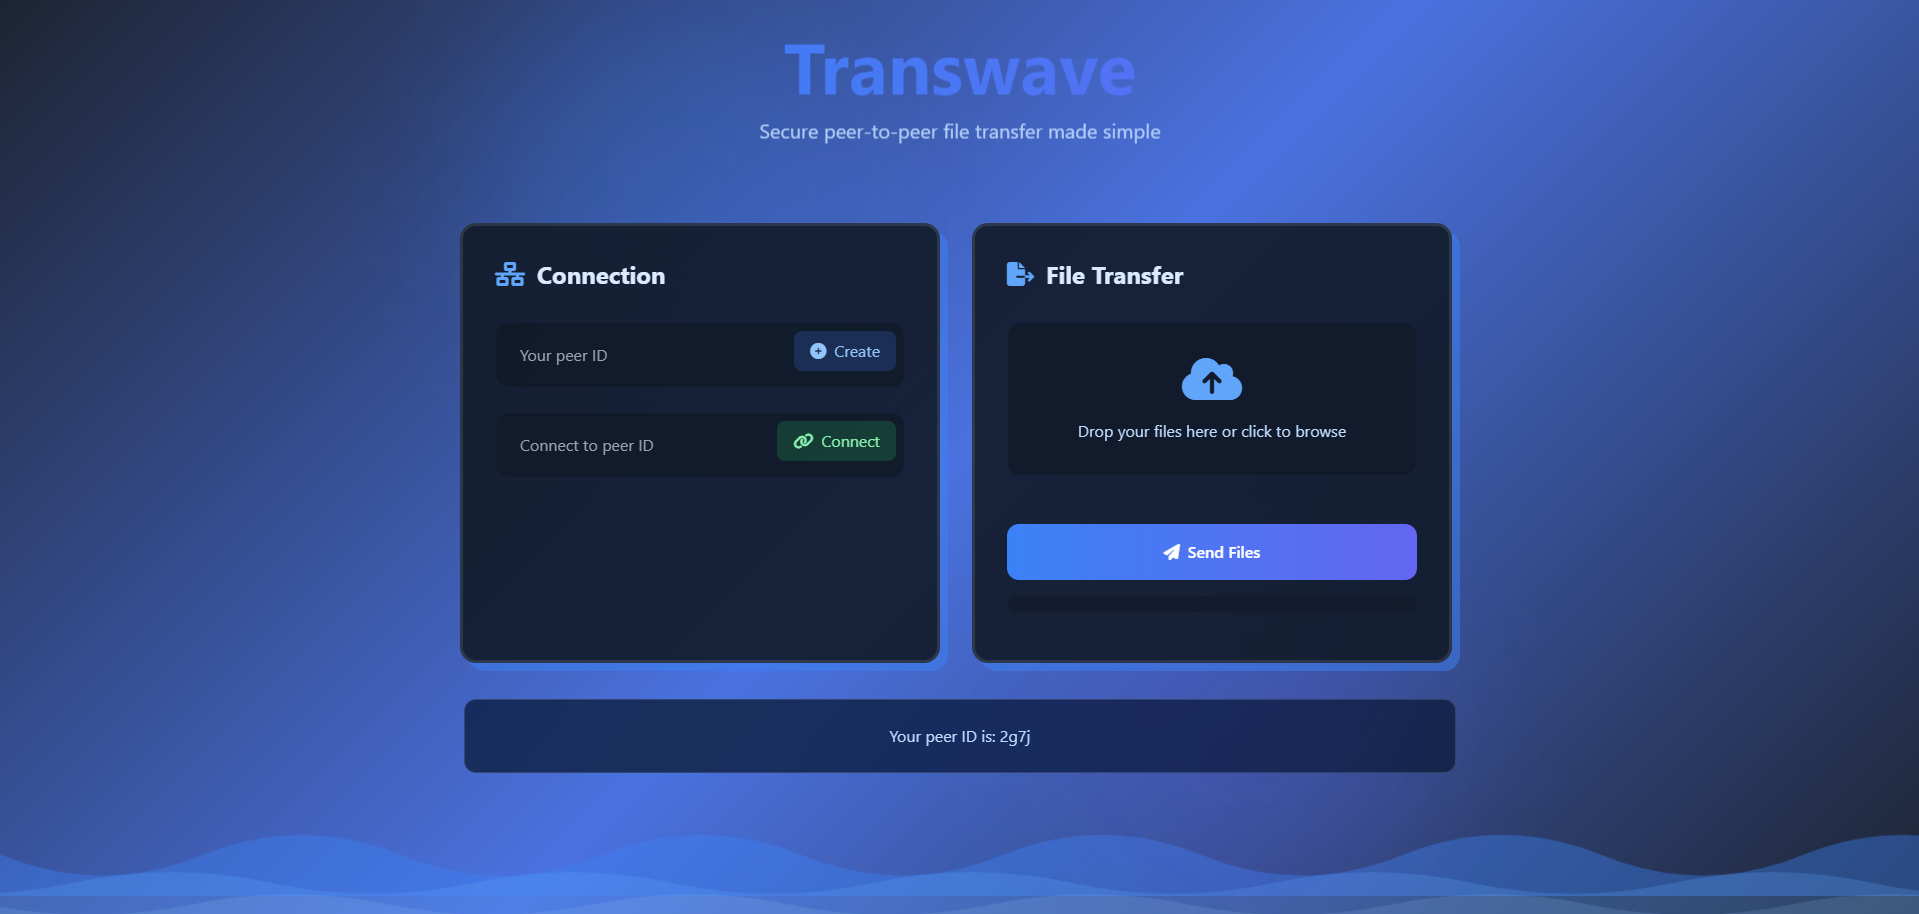 Transwave
Secure peer-to-peer file transfer made simple
Connection
Your peer ID
Create
Connect to peer ID
Connect
File Transfer
Drop your files here or click to browse
Send Files
Your peer ID is: 2g7j